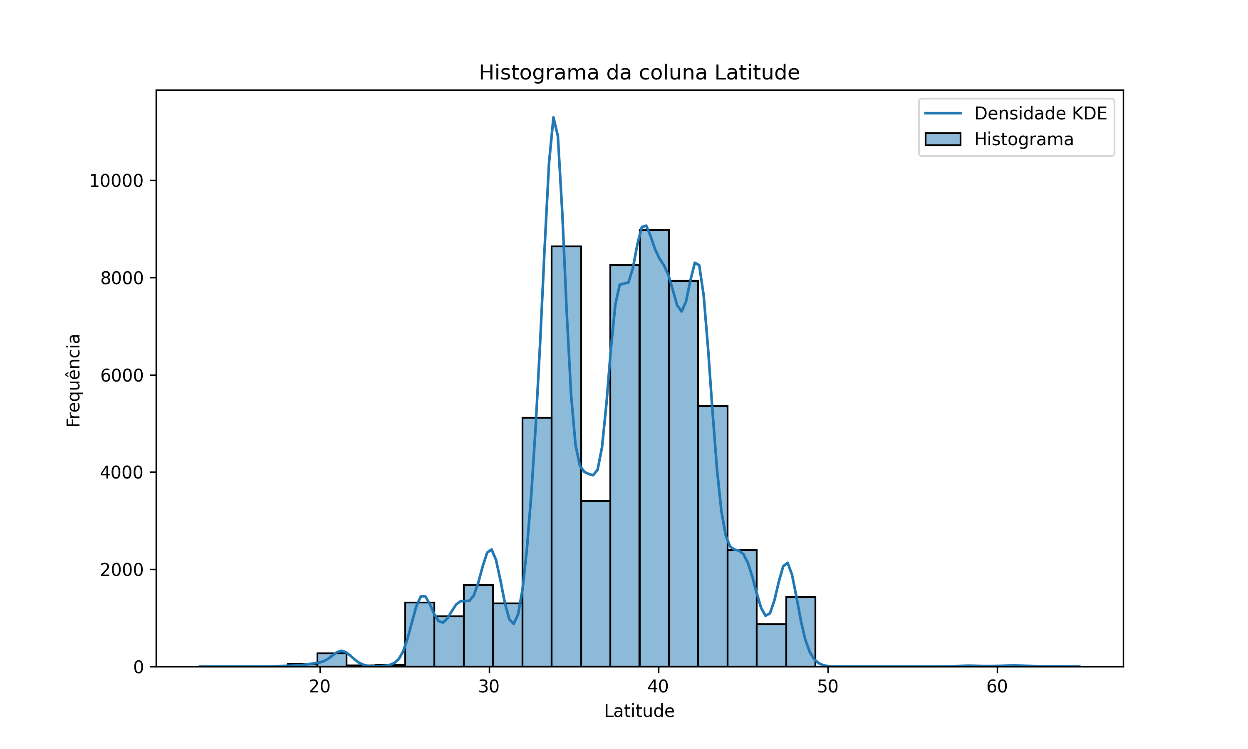 Histograma da coluna Latitude
Densidade KDE
Histograma
10000
8000
6000
4000
2000
0
Frequência
20 30 40 50 60
Latitude